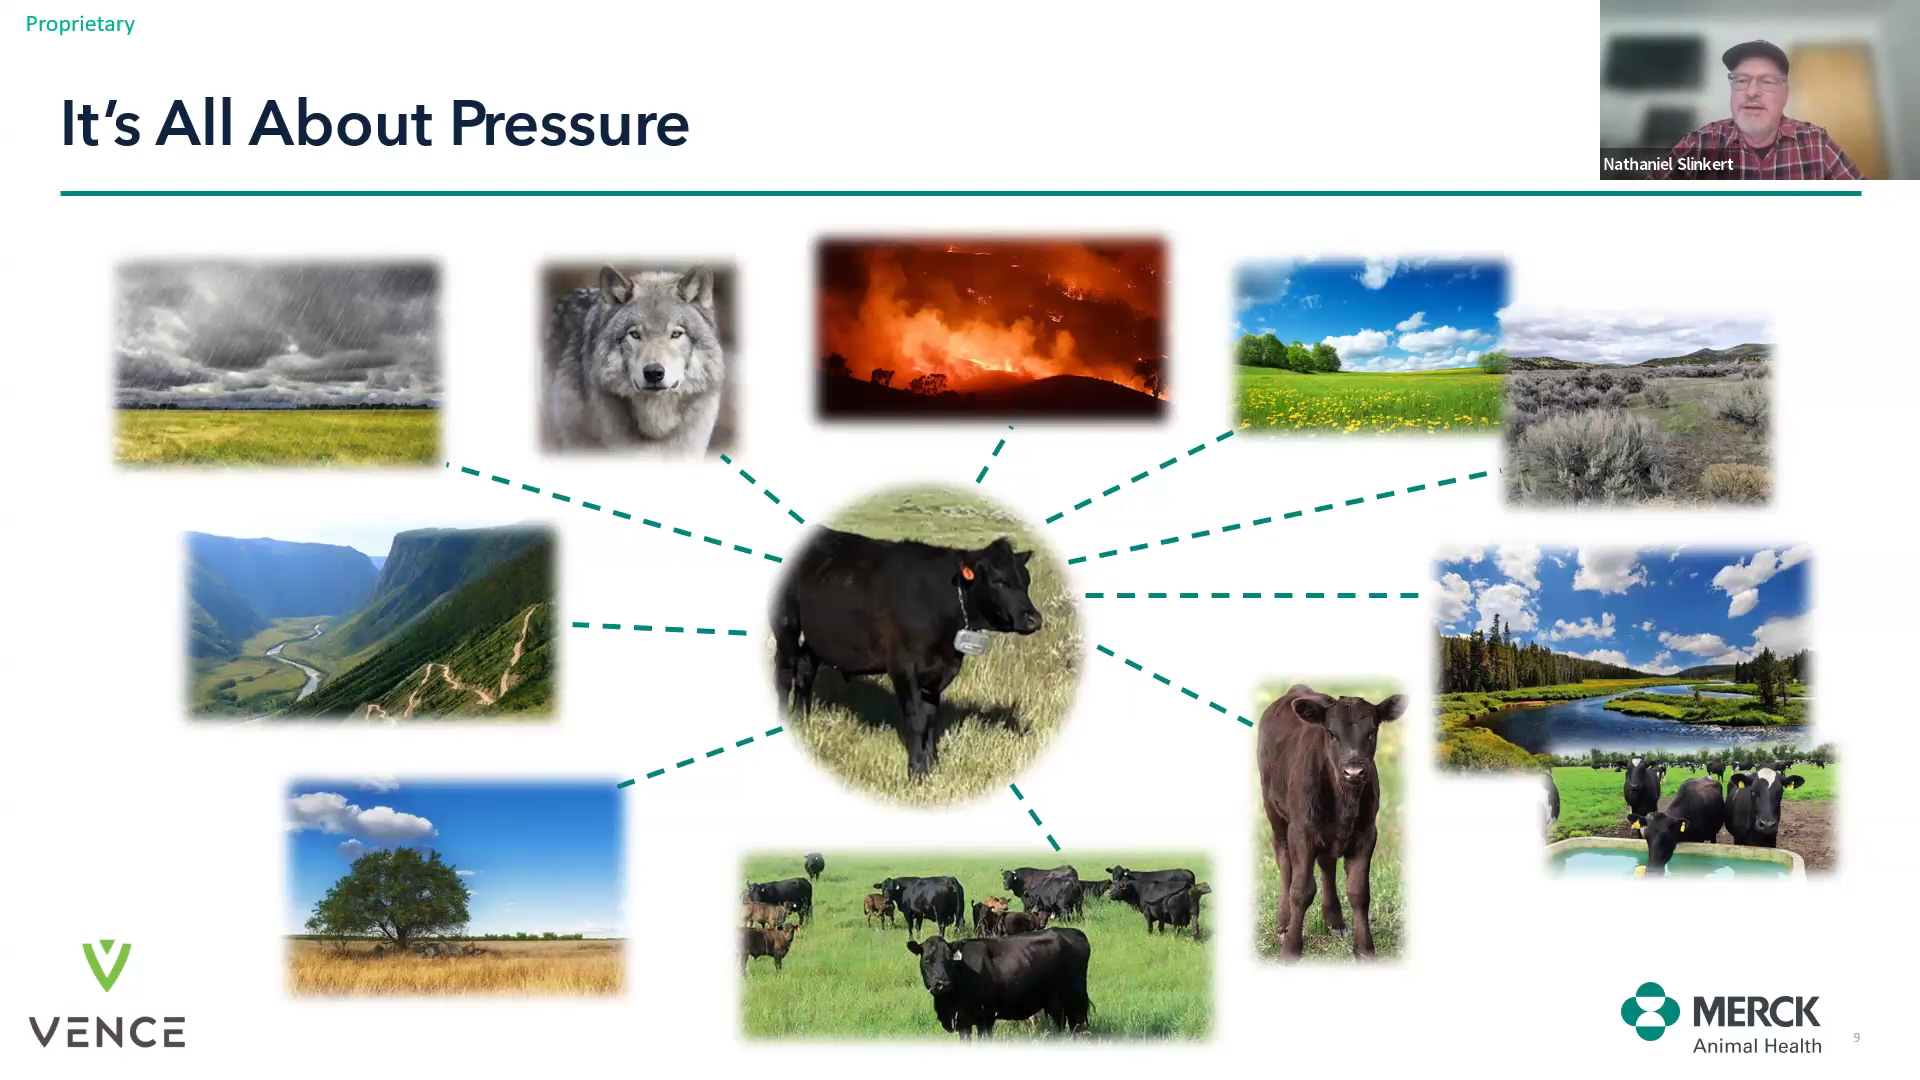 Proprietary
It's All About Pressure
Nathaniel Slinkert
VENCE
MERCK
Animal Health
9